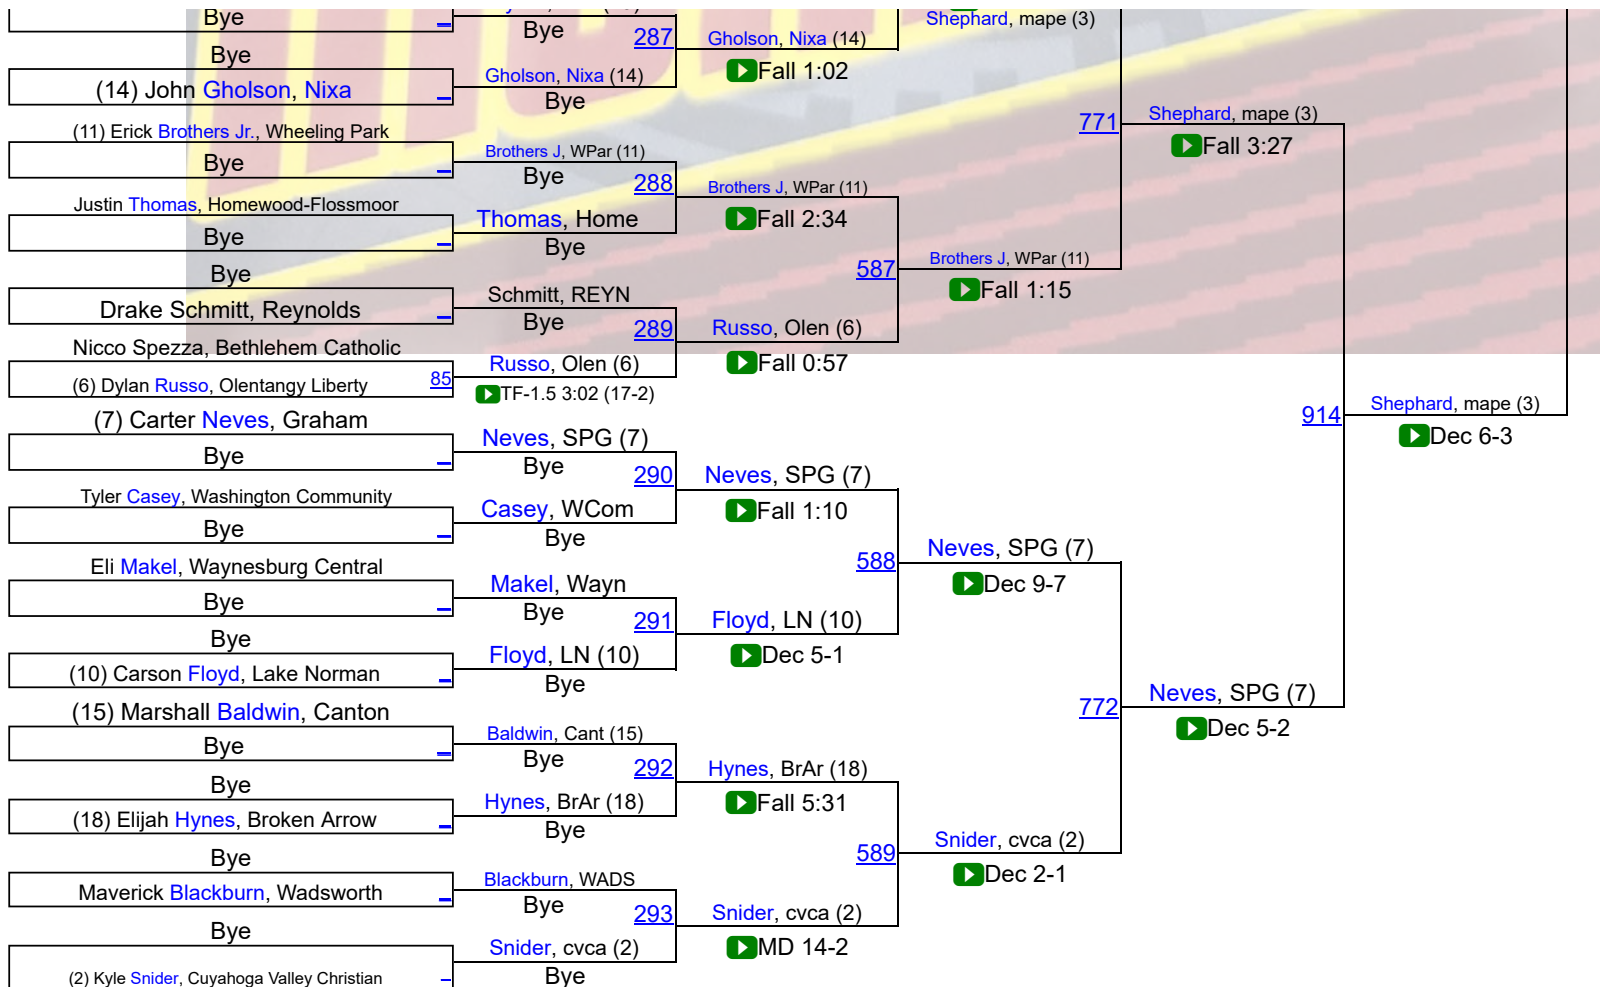 Bye
Bye
(14) John Gholson, Nixa
(11) Erick Brothers Jr., Wheeling Park
Bye
Justin Thomas, Homewood-Flossmoor
Bye
Bye
Drake Schmitt, Reynolds
Nicco Spezza, Bethlehem Catholic
(6) Dylan Russo, Olentangy Liberty
85
(7) Carter Neves, Graham
Bye
Tyler Casey, Washington Community
Bye
Eli Makel, Waynesburg Central
Bye
Bye
(10) Carson Floyd, Lake Norman
(15) Marshall Baldwin, Canton
Bye
Bye
(18) Elijah Hynes, Broken Arrow
Bye
Maverick Blackburn, Wadsworth
Bye
(2) Kyle Snider, Cuyahoga Valley Christian
Bye
287
Gholson, Nixa (14)
Bye
Brothers J, WPar (11)
Bye
288
Thomas, Home
Bye
Schmitt, REYN
Bye
289
Russo, Olen (6)
TF-1.5 3:02 (17-2)
Neves, SPG (7)
Bye
290
Casey, WCom
Bye
Makel, Wayn
Bye
291
Floyd, LN (10)
Bye
Baldwin, Cant (15)
Bye
292
Hynes, BrAr (18)
Bye
Blackburn, WADS
Bye
293
Snider, cvca (2)
Bye
Gholson, Nixa (14)
Fall 1:02
Brothers J, WPar (11)
Fall 2:34
587
Russo, Olen (6)
Fall 0:57
Neves, SPG (7)
Fall 1:10
588
Floyd, LN (10)
Dec 5-1
Hynes, BrAr (18)
Fall 5:31
589
Snider, cvca (2)
MD 14-2
Shephard, mape (3)
771
Brothers J, WPar (11)
Fall 1:15
Neves, SPG (7)
Dec 9-7
772
Snider, cvca (2)
Dec 2-1
Shephard, mape (3)
Fall 3:27
914
Neves, SPG (7)
Dec 5-2
Shephard, mape (3)
Dec 6-3